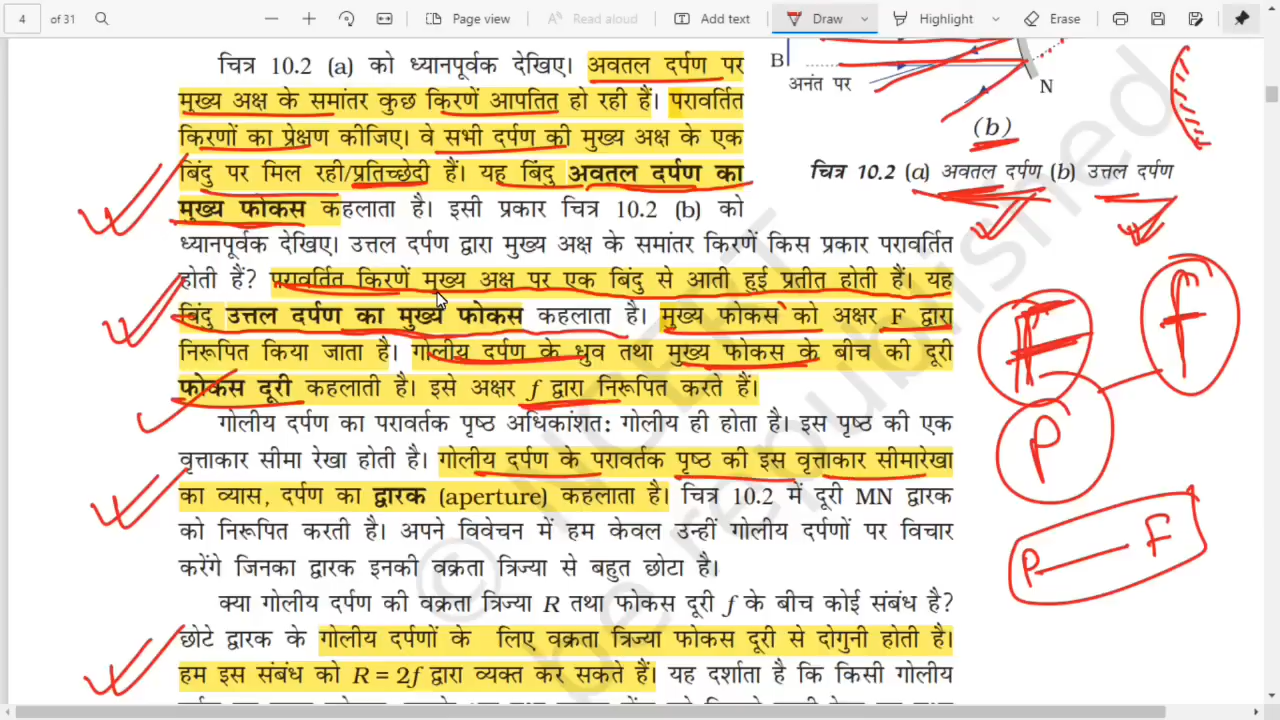 4 of 31 Page view Read aloud Add text Draw Highlight Erase
B
अनंत पर
N
(b)
चित्र 10.2 (a) अवतल दर्पण (b) उत्तल दर्पण
चित्र 10.2 (a) को ध्यानपूर्वक देखिए। अवतल दर्पण पर
मुख्य अक्ष के समांतर कुछ किरणें आपतित हो रही हैं। परावर्तित
किरणों का प्रेक्षण कीजिए। वे सभी दर्पण की मुख्य अक्ष के एक
बिंदु पर मिल रही/प्रतिच्छेदी हैं। यह बिंदु अवतल दर्पण का
मुख्य फोकस कहलाता है। इसी प्रकार चित्र 10.2 (b) को
ध्यानपूर्वक देखिए। उत्तल दर्पण द्वारा मुख्य अक्ष के समांतर किरणें किस प्रकार परावर्तित
होती हैं? परावर्तित किरणें मुख्य अक्ष पर एक बिंदु से आती हुई प्रतीत होती हैं। यह
बिंदु उत्तल दर्पण का मुख्य फोकस कहलाता है। मुख्य फोकस को अक्षर F द्वारा
निरूपित किया जाता है। गोलीय दर्पण के ध्रुव तथा मुख्य फोकस के बीच की दूरी
फोकस दूरी कहलाती है। इसे अक्षर f द्वारा निरूपित करते हैं।
गोलीय दर्पण का परावर्तक पृष्ठ अधिकांशत: गोलीय ही होता है। इस पृष्ठ की एक
वृत्ताकार सीमा रेखा होती है। गोलीय दर्पण के परावर्तक पृष्ठ की इस वृत्ताकार सीमारेखा
का व्यास, दर्पण का द्वारक (aperture) कहलाता है। चित्र 10.2 में दूरी MN द्वारक
को निरूपित करती है। अपने विवेचन में हम केवल उन्हीं गोलीय दर्पणों पर विचार
करेंगे जिनका द्वारक इनकी वक्रता त्रिज्या से बहुत छोटा है।
क्या गोलीय दर्पण की वक्रता त्रिज्या R तथा फोकस दूरी f के बीच कोई संबंध है?
छोटे द्वारक के गोलीय दर्पणों के लिए वक्रता त्रिज्या फोकस दूरी से दोगुनी होती है।
हम इस संबंध को R = 2f द्वारा व्यक्त कर सकते हैं। यह दर्शाता है कि किसी गोलीय
F
f
P
P F
© NCERT
be republished